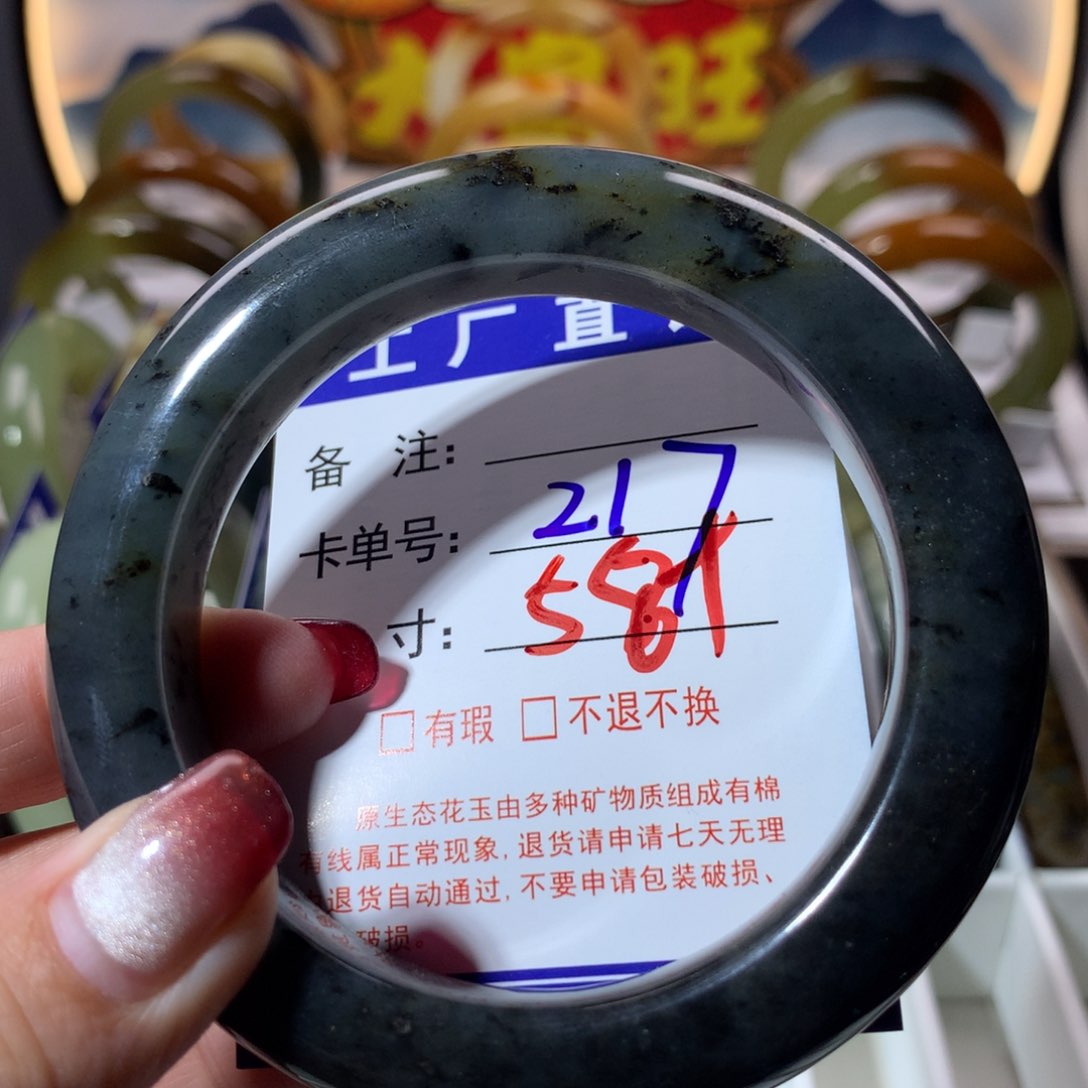 大 旺
工厂直
备 注:
卡单号: 217
寸: 58
□有瑕 □不退不换
原生态花玉由多种矿物质组成有棉
有线属正常现象,退货请申请七天无理
由退货自动通过,不要申请包装破损、
破损。